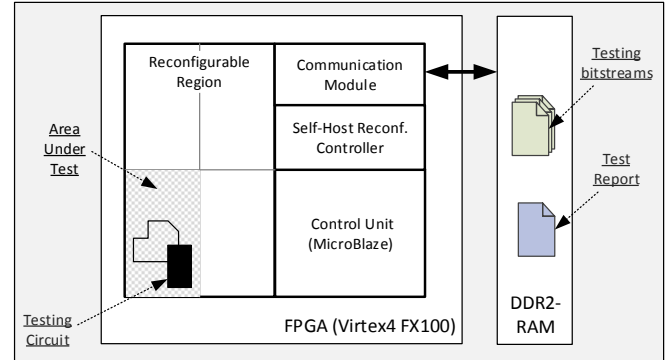 Reconfigurable
Region
Communication
Module
Self-Host Reconf.
Controller
Control Unit
(MicroBlaze)
Area
Under
Test
Testing
Circuit
FPGA (Virtex4 FX100)
Testing
bitstreams
Test
Report
DDR2-
RAM